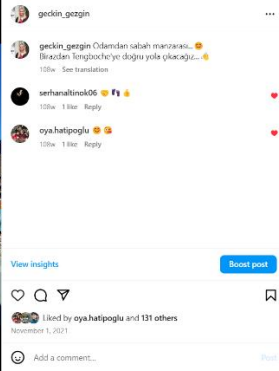 geckin_gezgin
geckin_gezgin Odamdan sabah manzarası...
Birazdan Tengboche'ye doğru yola çıkacağız...
108w See translation
serhanaltinok06
108w 1 like Reply
oya.hatipoglu
108w 1 like Reply
View insights
Boost post
Liked by oya.hatipoglu and 131 others
November 1, 2021
Add a comment...
Post